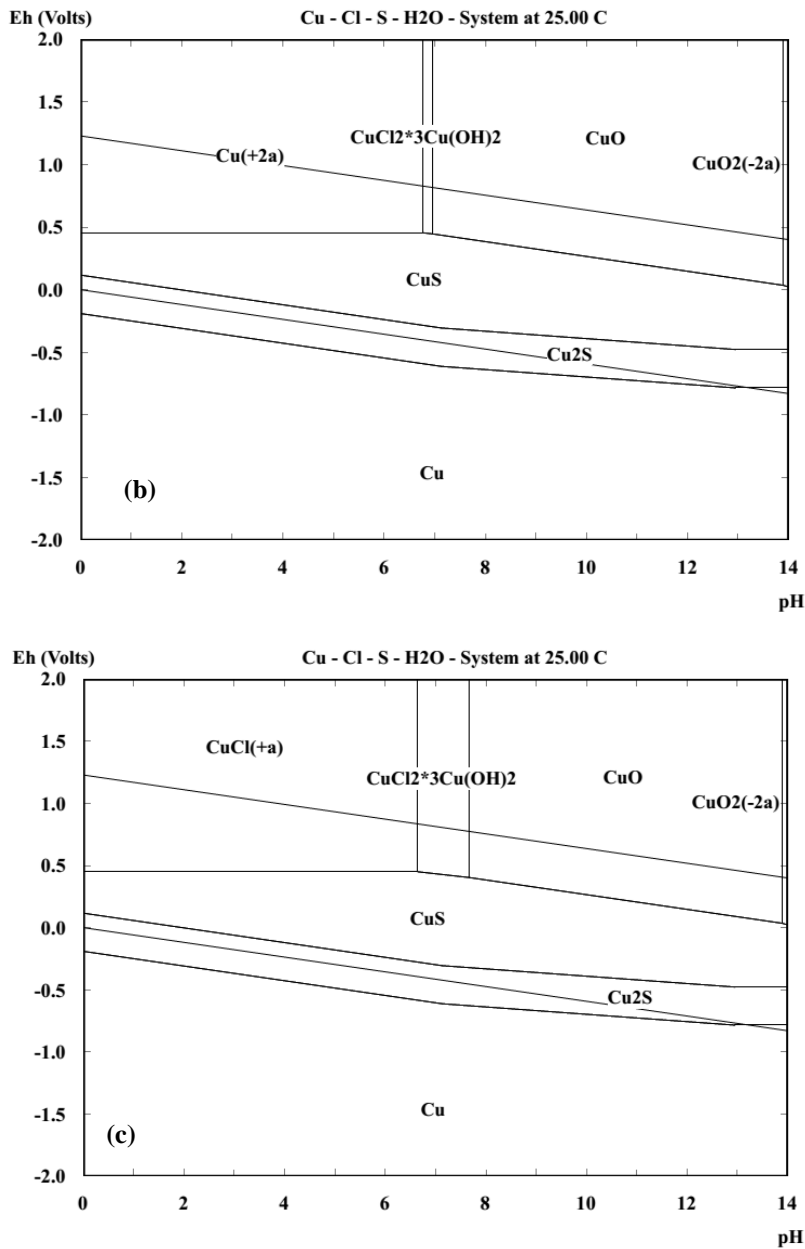 Eh (Volts) Cu - Cl - S - H2O - System at 25.00 C
2.0
1.5
CuCl2*3Cu(OH)2 CuO
Cu(+2a) CuO2(-2a)
1.0
0.5
CuS
0.0
Cu2S
-0.5
-1.0
Cu
-1.5 (b)
-2.0
0 2 4 6 8 10 12 14
pH
Eh (Volts) Cu - Cl - S - H2O - System at 25.00 C
2.0
1.5
CuCl(+a)
CuCl2*3Cu(OH)2 CuO
1.0 CuO2(-2a)
0.5
CuS
0.0
Cu2S
-0.5
-1.0
Cu
-1.5
(c)
-2.0
0 2 4 6 8 10 12 14
pH